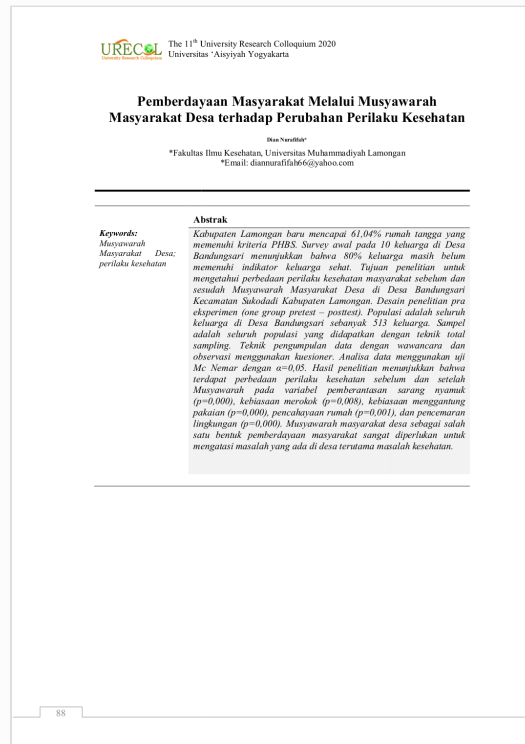 URECOL
University Research Colloquium
The 11th University Research Colloquium 2020
Universitas ‘Aisyiyah Yogyakarta
Pemberdayaan Masyarakat Melalui Musyawarah
Masyarakat Desa terhadap Perubahan Perilaku Kesehatan
Dian Nurafifah*
*Fakultas Ilmu Kesehatan, Universitas Muhammadiyah Lamongan
*Email: diannurafifah66@yahoo.com
Keywords:
Musyawarah
Masyarakat Desa;
perilaku kesehatan
Abstrak
Kabupaten Lamongan baru mencapai 61,04% rumah tangga yang
memenuhi kriteria PHBS. Survey awal pada 10 keluarga di Desa
Bandungsari menunjukkan bahwa 80% keluarga masih belum
memenuhi indikator keluarga sehat. Tujuan penelitian untuk
mengetahui perbedaan perilaku kesehatan masyarakat sebelum dan
sesudah Musyawarah Masyarakat Desa di Desa Bandungsari
Kecamatan Sukodadi Kabupaten Lamongan. Desain penelitian pra
eksperimen (one group pretest – posttest). Populasi adalah seluruh
keluarga di Desa Bandungsari sebanyak 513 keluarga. Sampel
adalah seluruh populasi yang didapatkan dengan teknik total
sampling. Teknik pengumpulan data dengan wawancara dan
observasi menggunakan kuesioner. Analisa data menggunakan uji
Mc Nemar dengan α=0,05. Hasil penelitian menunjukkan bahwa
terdapat perbedaan perilaku kesehatan sebelum dan setelah
Musyawarah pada variabel pemberantasan sarang nyamuk
(p=0,000), kebiasaan merokok (p=0,008), kebiasaan menggantung
pakaian (p=0,000), pencahayaan rumah (p=0,001), dan pencemaran
lingkungan (p=0,000). Musyawarah masyarakat desa sebagai salah
satu bentuk pemberdayaan masyarakat sangat diperlukan untuk
mengatasi masalah yang ada di desa terutama masalah kesehatan.
88